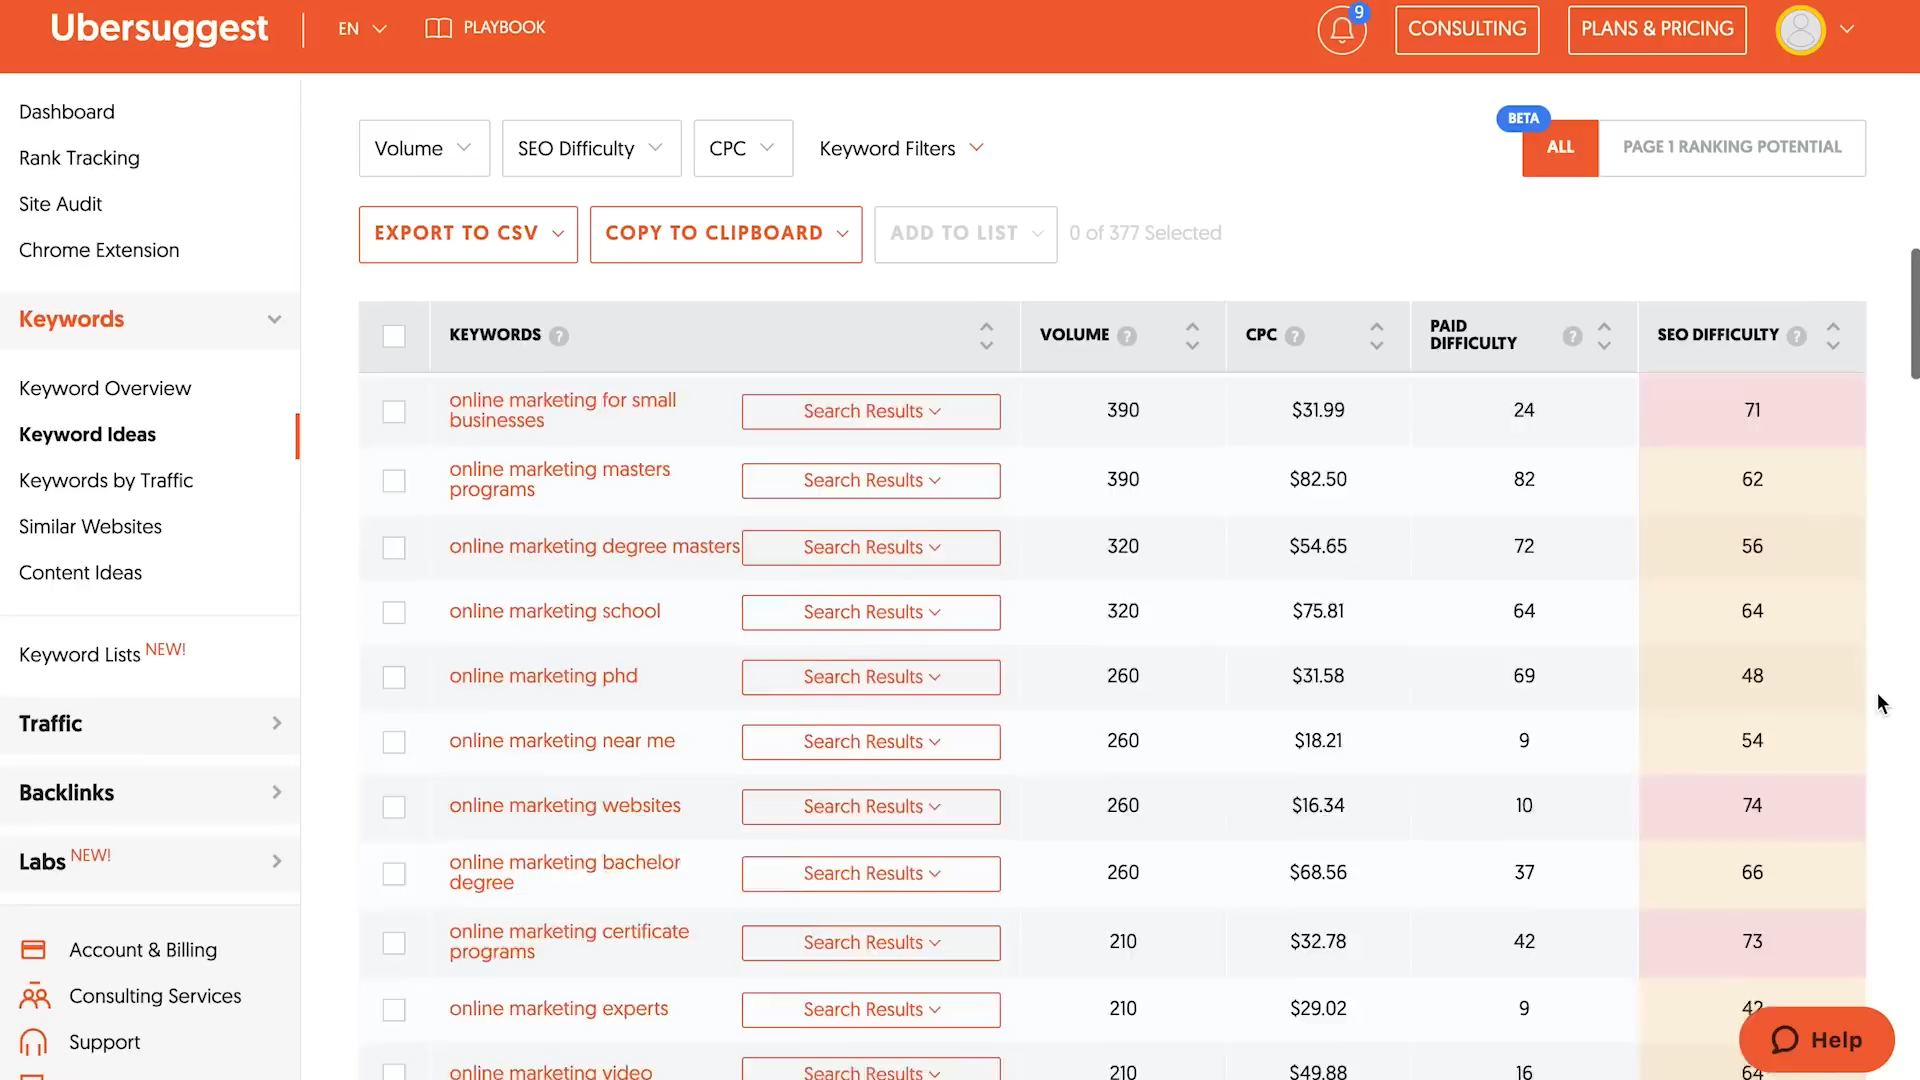 Ubersuggest
EN
PLAYBOOK
9
CONSULTING
PLANS & PRICING
Dashboard
Rank Tracking
Site Audit
Chrome Extension
Keywords
Keyword Overview
Keyword Ideas
Keywords by Traffic
Similar Websites
Content Ideas
Keyword Lists NEW!
Traffic
Backlinks
Labs NEW!
Account & Billing
Consulting Services
Support
Volume
SEO Difficulty
CPC
Keyword Filters
BETA
ALL
PAGE 1 RANKING POTENTIAL
EXPORT TO CSV
COPY TO CLIPBOARD
ADD TO LIST
0 of 377 Selected
KEYWORDS ? VOLUME ? CPC ? PAID DIFFICULTY ? SEO DIFFICULTY ?
online marketing for small
businesses
Search Results 390 $31.99 24 71
online marketing masters
programs
Search Results 390 $82.50 82 62
online marketing degree masters Search Results 320 $54.65 72 56
online marketing school Search Results 320 $75.81 64 64
online marketing phd Search Results 260 $31.58 69 48
online marketing near me Search Results 260 $18.21 9 54
online marketing websites Search Results 260 $16.34 10 74
online marketing bachelor
degree
Search Results 260 $68.56 37 66
online marketing certificate
programs
Search Results 210 $32.78 42 73
online marketing experts Search Results 210 $29.02 9 42
online marketing video Search Results 210 $49.88 16 64
Help